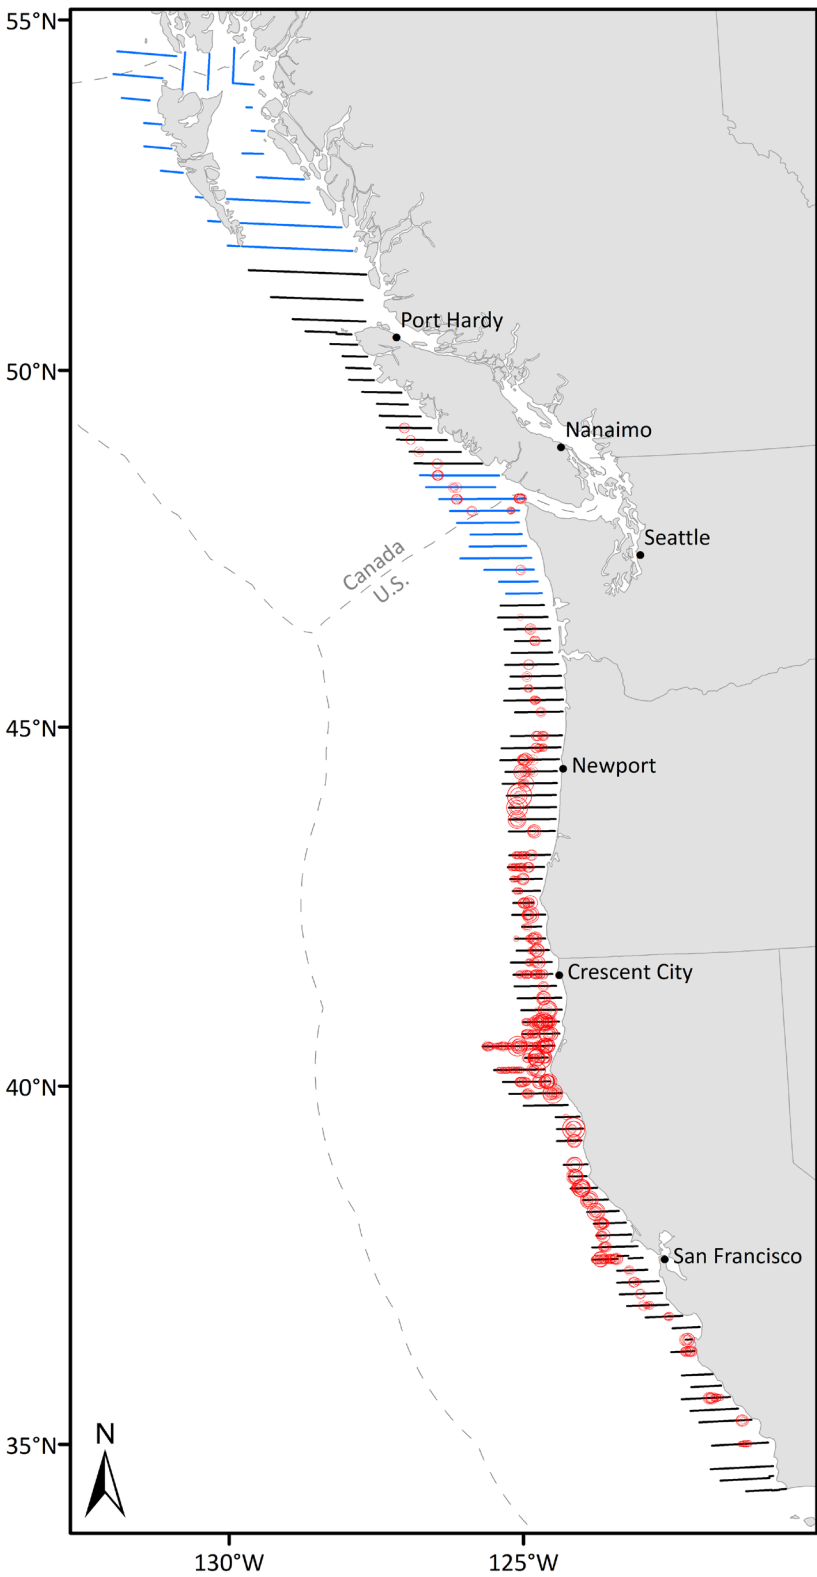 55°N
Port Hardy
50°N
Nanaimo
Seattle
Canada
U.S.
45°N
Newport
Crescent City
40°N
San Francisco
N
35°N
130°W
125°W